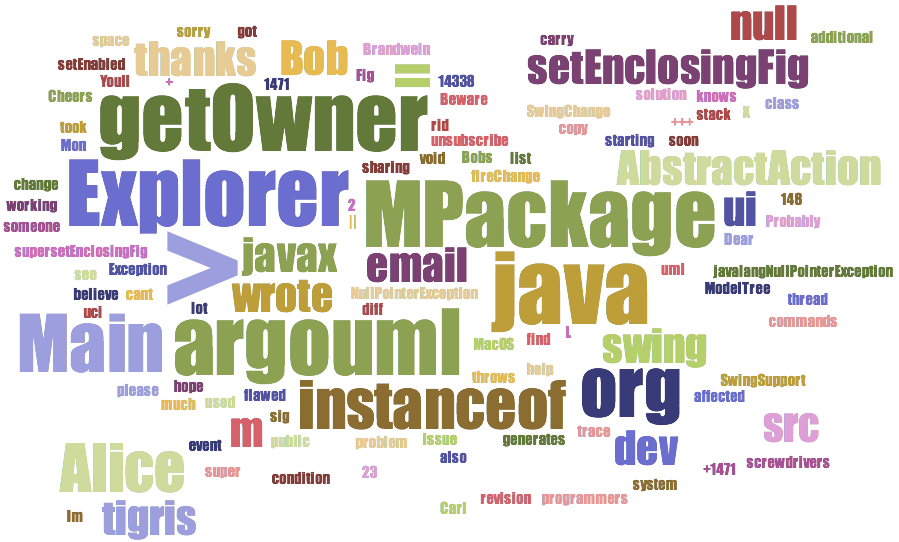 null
sorry
got
space
additional
carry
thanks
Bob
Brandwein
setEnabled
setEnclosingFig
Fig
=
14338
Youll
+
1471
Cheers
getOwner
Beware
solution
knows
class
SwingChange
stack
X
copy
+++
took
rid
unsubscribe
starting
soon
Mon
void
Bobs
list
sharing
AbstractAction
Explorer
fireChange
change
MPackage
148
working
2
ui
someone
||
Probably
Dear
supersetEnclosingFig
>
javax
email
java
see
Exception
uml
javalangNullPointerException
believe
cant
wrote
NullPointerException
ModelTree
thread
uci
lot
diff
commands
Main
argouml
L
MacOS
find
swing
help
throws
SwingSupport
please
hope
instanceof
org
affected
much
used
flawed
sig
m
src
event
public
problem
issue
generates
trace
dev
also
Alice
super
condition
23
+1471
screwdrivers
system
revision
programmers
Carl
Im
tigris